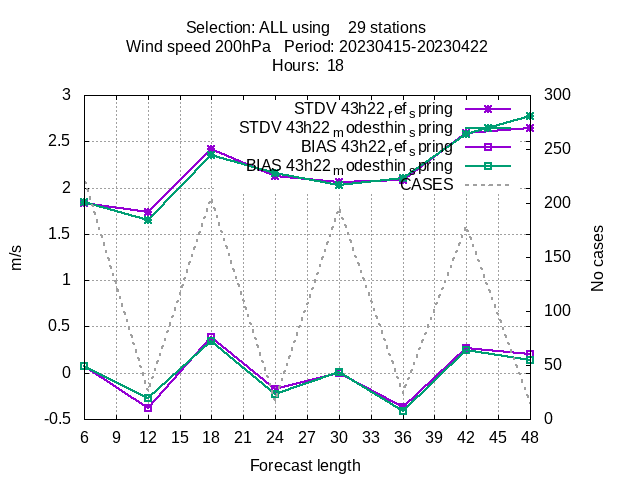 Selection: ALL using    29 stations
Wind speed 200hPa   Period: 20230415-20230422
Hours:  18
STDV 43h22_ref_spring
STDV 43h22_modesthin_spring
BIAS 43h22_ref_spring
BIAS 43h22_modesthin_spring
CASES
3
2.5
2
1.5
1
0.5
0
-0.5
m/s
300
250
200
150
100
50
0
No cases
6 9 12 15 18 21 24 27 30 33 36 39 42 45 48
Forecast length